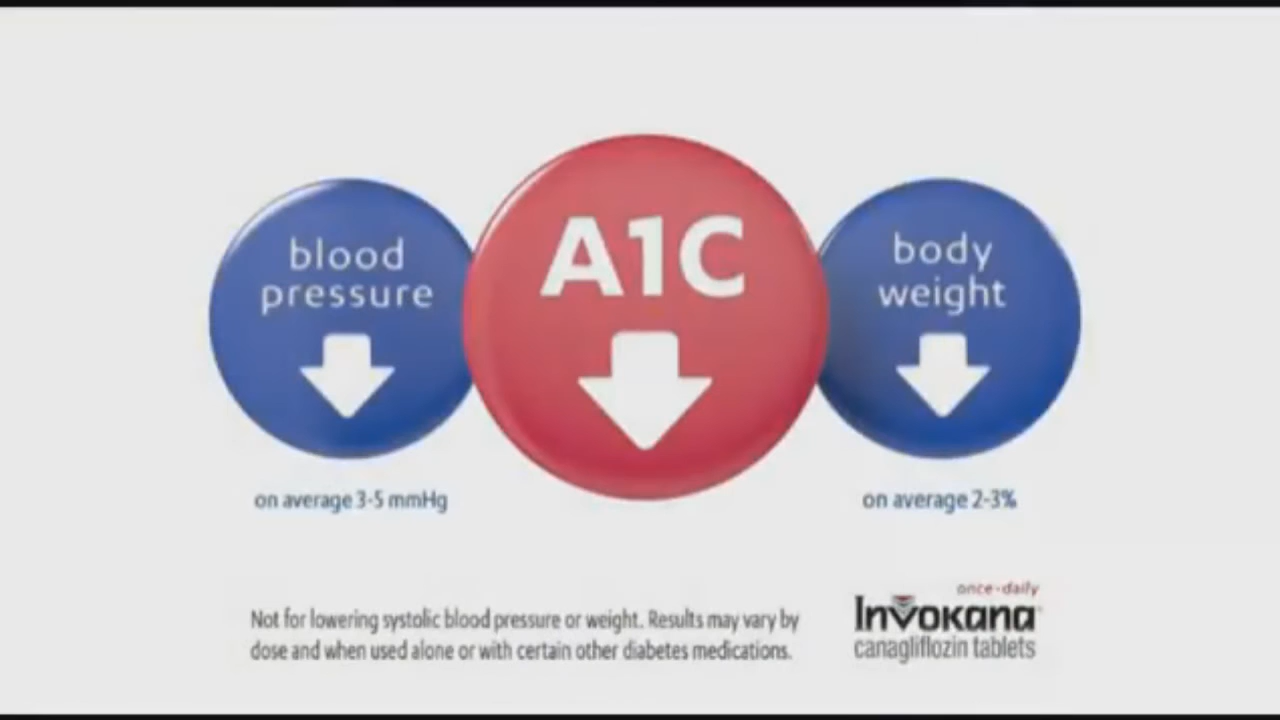 blood
pressure
A1C
body
weight
on average 3-5 mmHg
on average 2-3%
Not for lowering systolic blood pressure or weight. Results may vary by
dose and when used alone or with certain other diabetes medications.
once-daily
Invokana
canagliflozin tablets